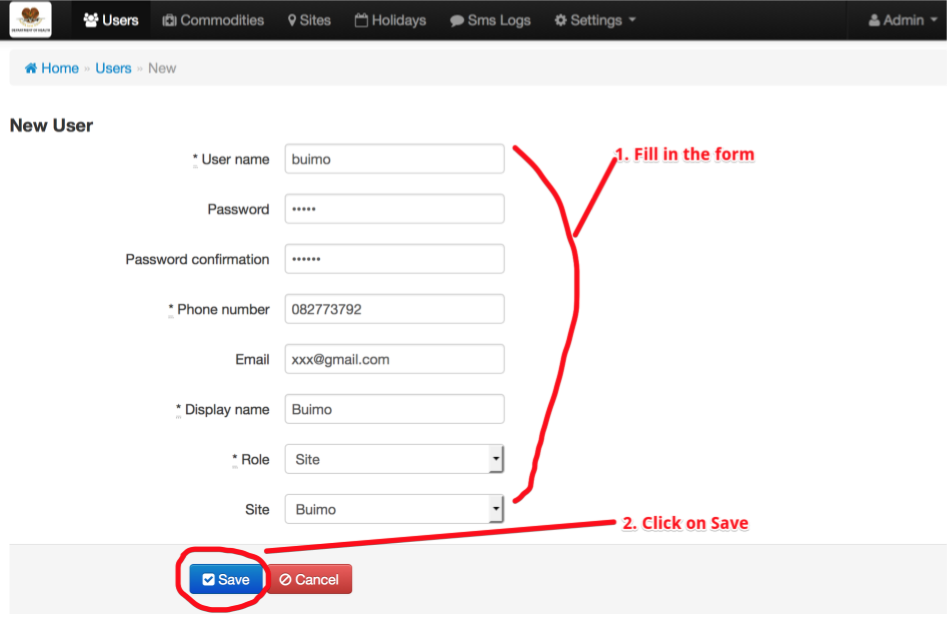 Users Commodities Sites Holidays Sms Logs Settings Admin
Home » Users » New
New User
* User name buimo
1. Fill in the form
Password •••••
Password confirmation ••••••
* Phone number 082773792
Email xxx@gmail.com
* Display name Buimo
* Role Site
Site Buimo
2. Click on Save
Save Cancel